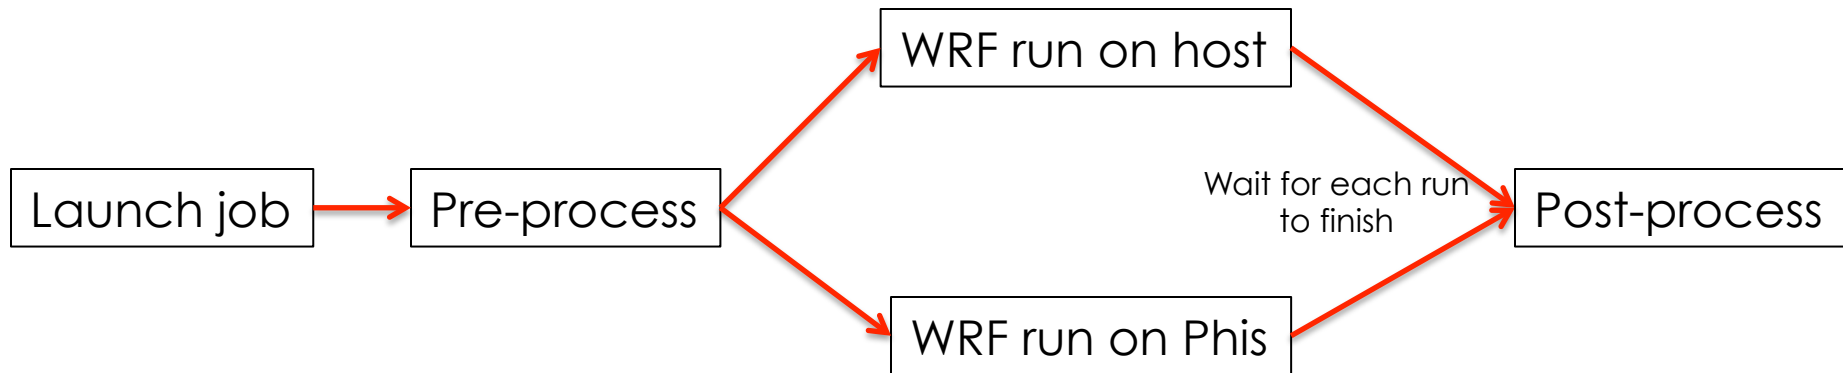 Launch job
Pre-process
WRF run on host
WRF run on Phis
Wait for each run
to finish
Post-process